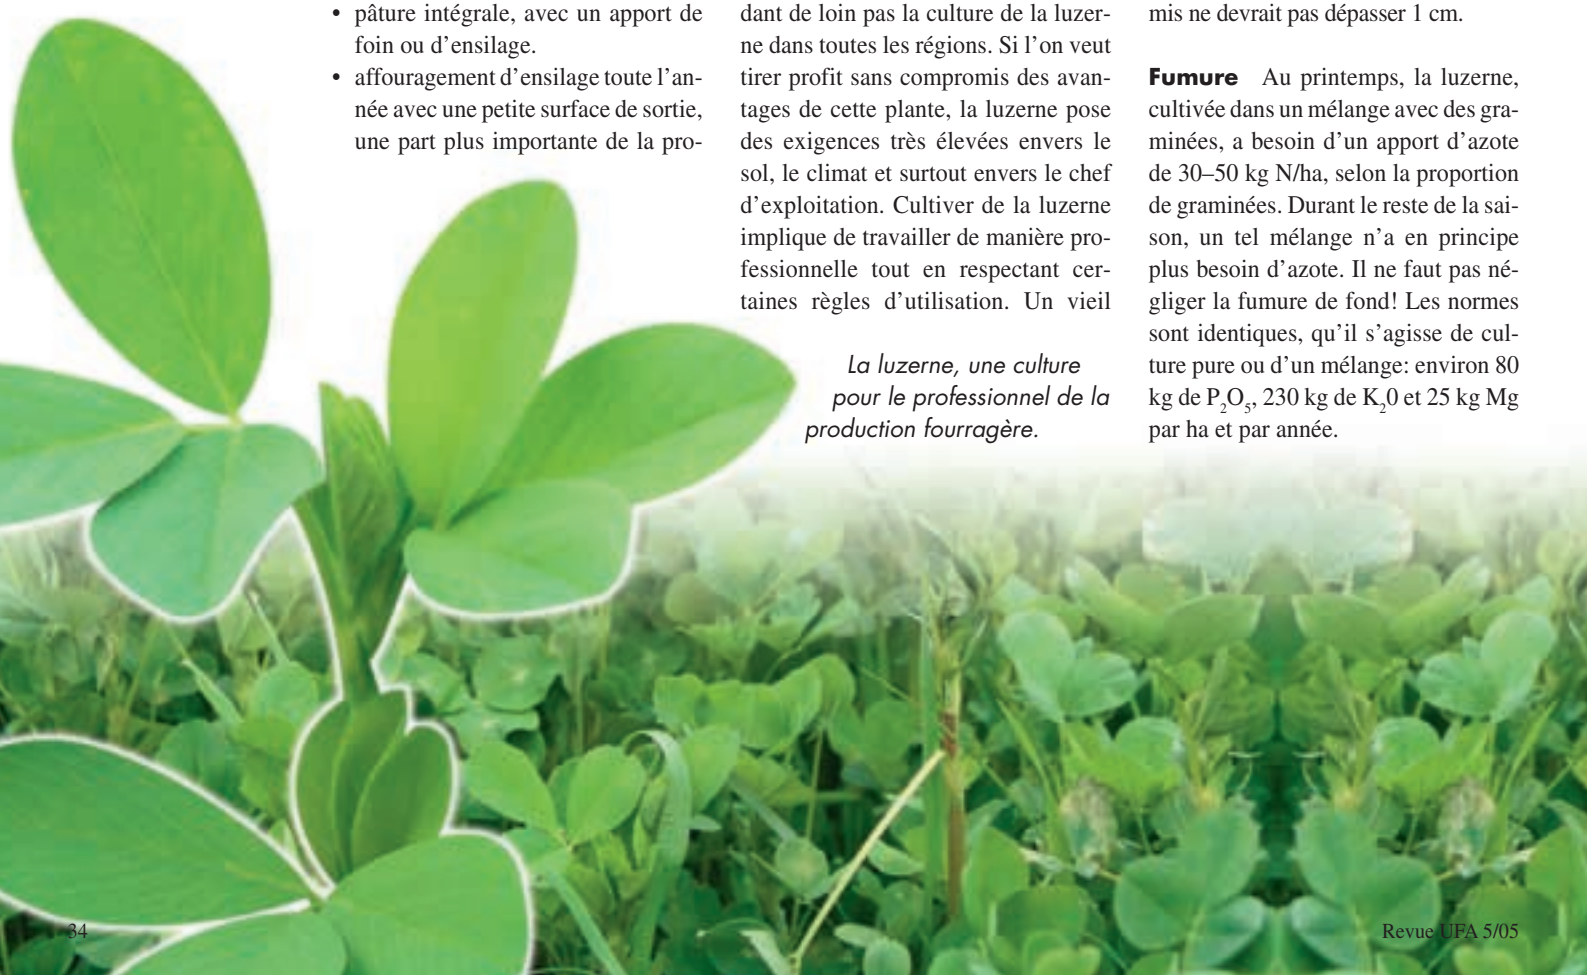 • pâture intégrale, avec un apport de
foin ou d'ensilage.
• affouragement d'ensilage toute l'an-
née avec une petite surface de sortie,
une part plus importante de la pro-
dant de loin pas la culture de la luzer-
ne dans toutes les régions. Si l'on veut
tirer profit sans compromis des avan-
tages de cette plante, la luzerne pose
des exigences très élevées envers le
sol, le climat et surtout envers le chef
d'exploitation. Cultiver de la luzerne
implique de travailler de manière pro-
fessionnelle tout en respectant cer-
taines règles d'utilisation. Un vieil
La luzerne, une culture
pour le professionnel de la
production fourragère.
mis ne devrait pas dépasser 1 cm.
Fumure Au printemps, la luzerne,
cultivée dans un mélange avec des gra-
minées, a besoin d'un apport d'azote
de 30–50 kg N/ha, selon la proportion
de graminées. Durant le reste de la sai-
son, un tel mélange n'a en principe
plus besoin d'azote. Il ne faut pas né-
gliger la fumure de fond! Les normes
sont identiques, qu'il s'agisse de cul-
ture pure ou d'un mélange: environ 80
kg de P₂O₅, 230 kg de K₂0 et 25 kg Mg
par ha et par année.
34
Revue UFA 5/05